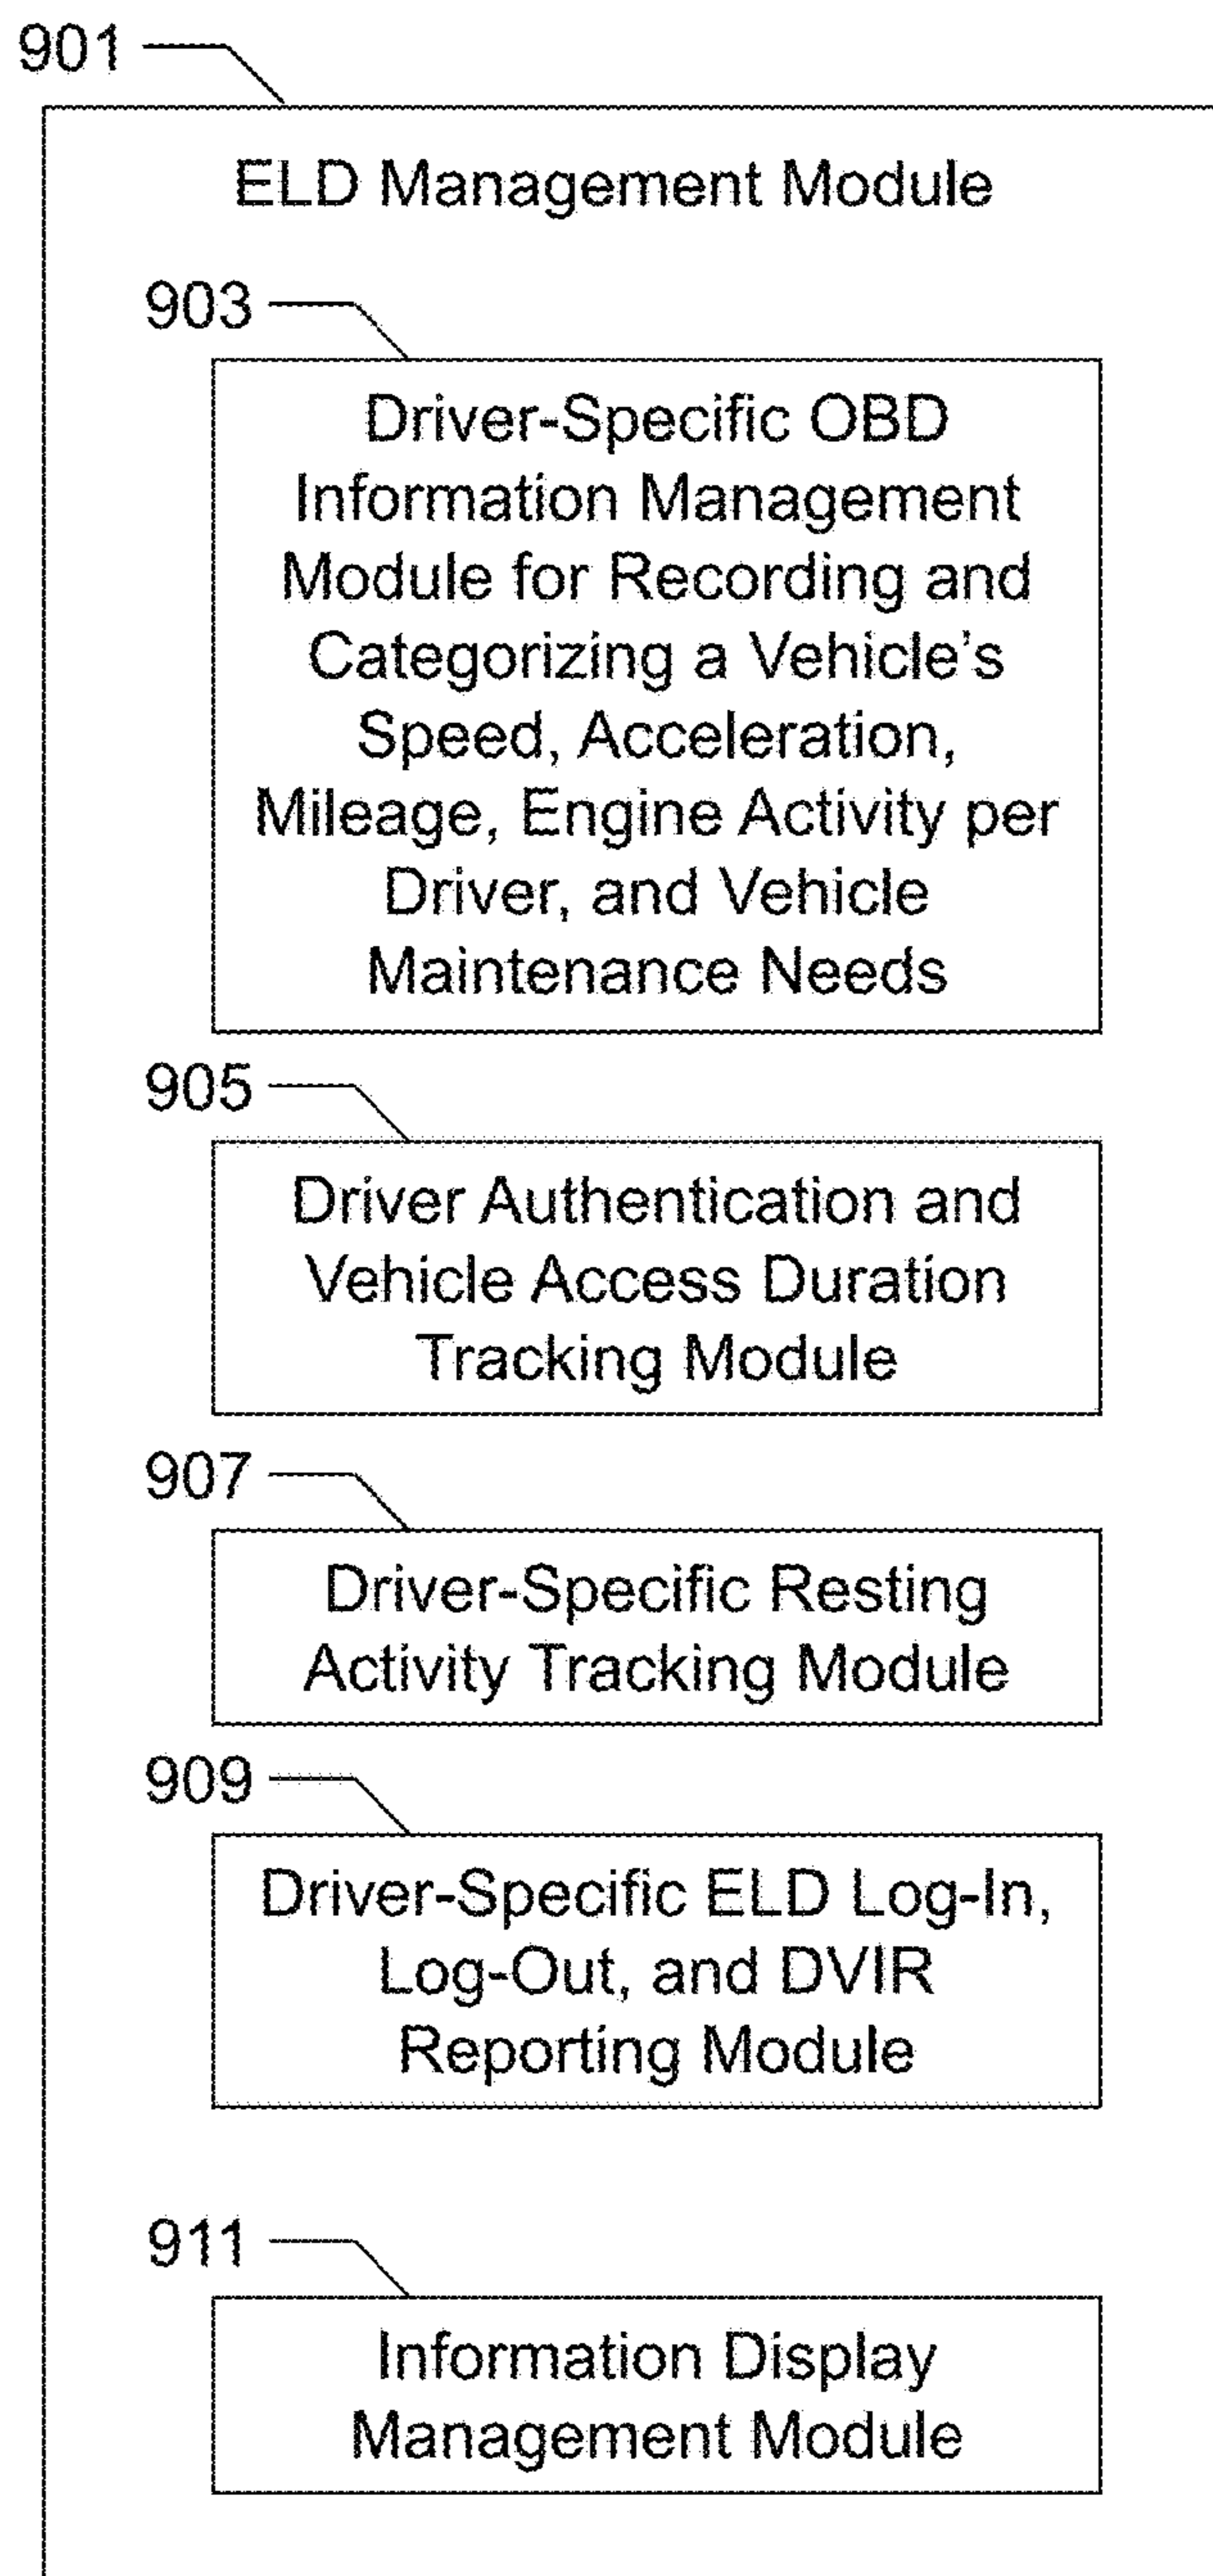 901
ELD Management Module
903
Driver-Specific OBD
Information Management
Module for Recording and
Categorizing a Vehicle's
Speed, Acceleration,
Mileage, Engine Activity per
Driver, and Vehicle
Maintenance Needs
905
Driver Authentication and
Vehicle Access Duration
Tracking Module
907
Driver-Specific Resting
Activity Tracking Module
909
Driver-Specific ELD Log-In,
Log-Out, and DVIR
Reporting Module
911
Information Display
Management Module